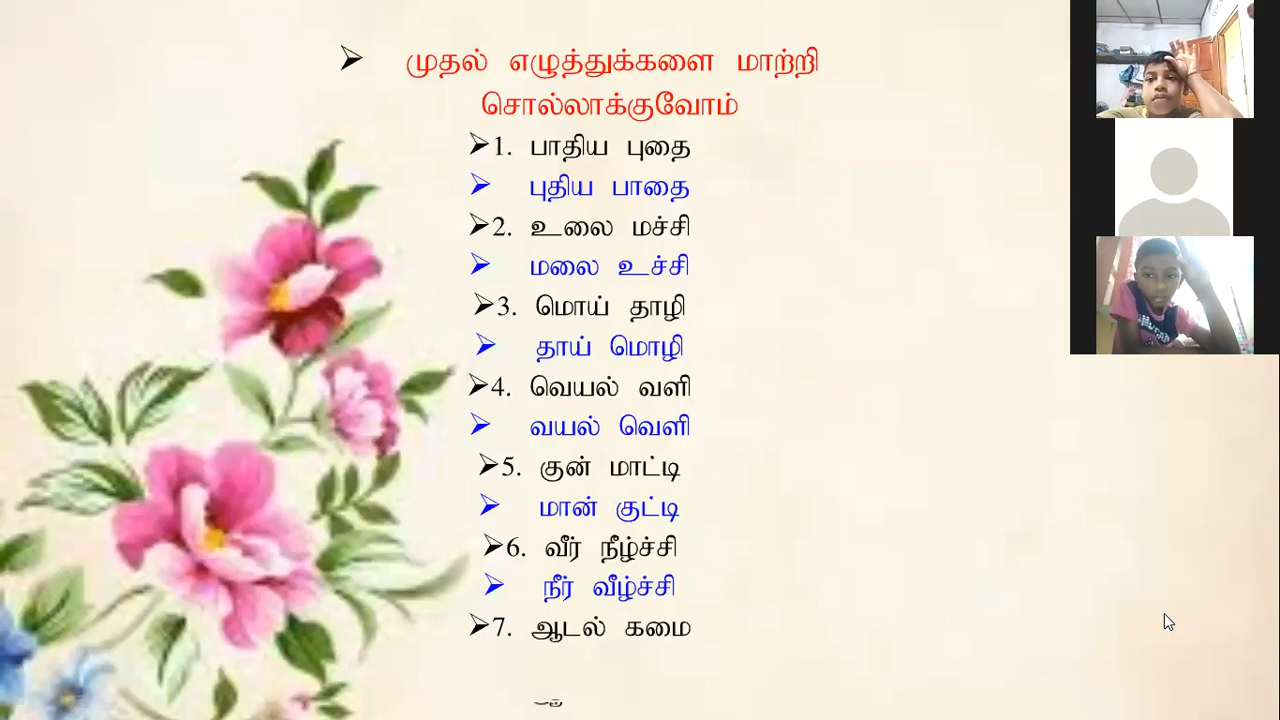 ➢ முதல் எழுத்துக்களை மாற்றி
சொல்லாக்குவோம்
➢1. பாதிய புதை
➢ புதிய பாதை
➢2. உலை மச்சி
➢ மலை உச்சி
➢3. மொய் தாழி
➢ தாய் மொழி
➢4. வெயல் வளி
➢ வயல் வெளி
➢5. குன் மாட்டி
➢ மான் குட்டி
➢6. வீர் நீழ்ச்சி
➢ நீர் வீழ்ச்சி
➢7. ஆடல் கமை